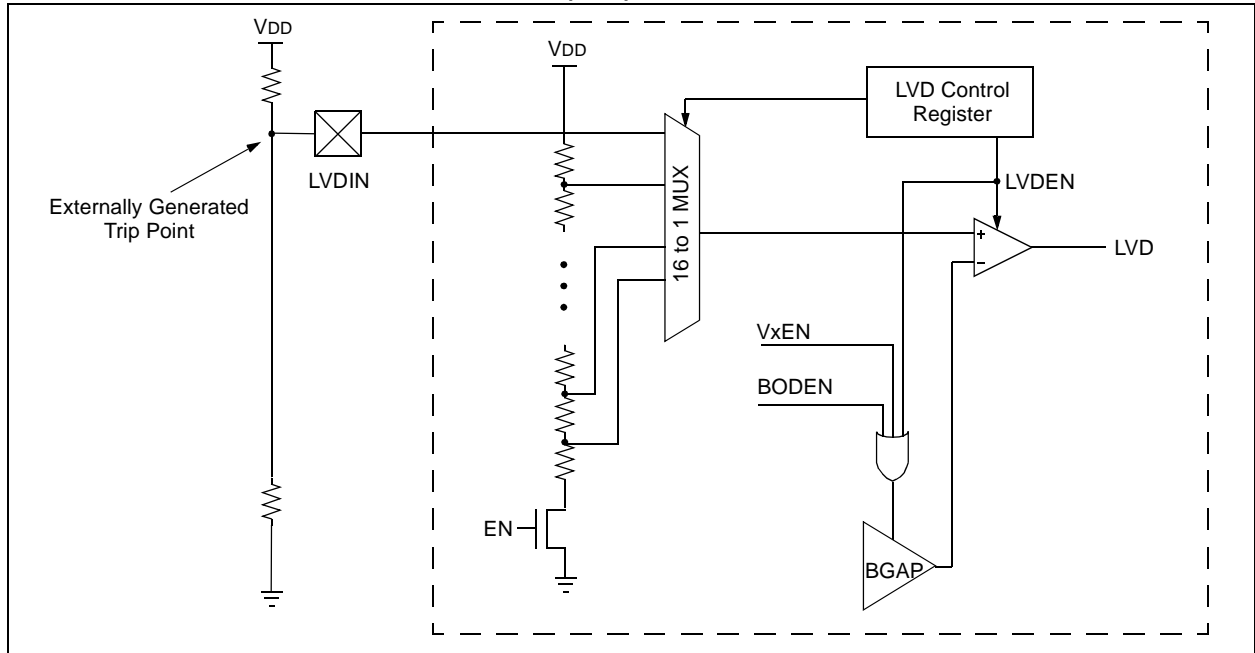 VDD
VDD
LVD Control
Register
LVDIN
16 to 1 MUX
LVDEN
Externally Generated
Trip Point
+
–
LVD
VxEN
BODEN
EN
BGAP